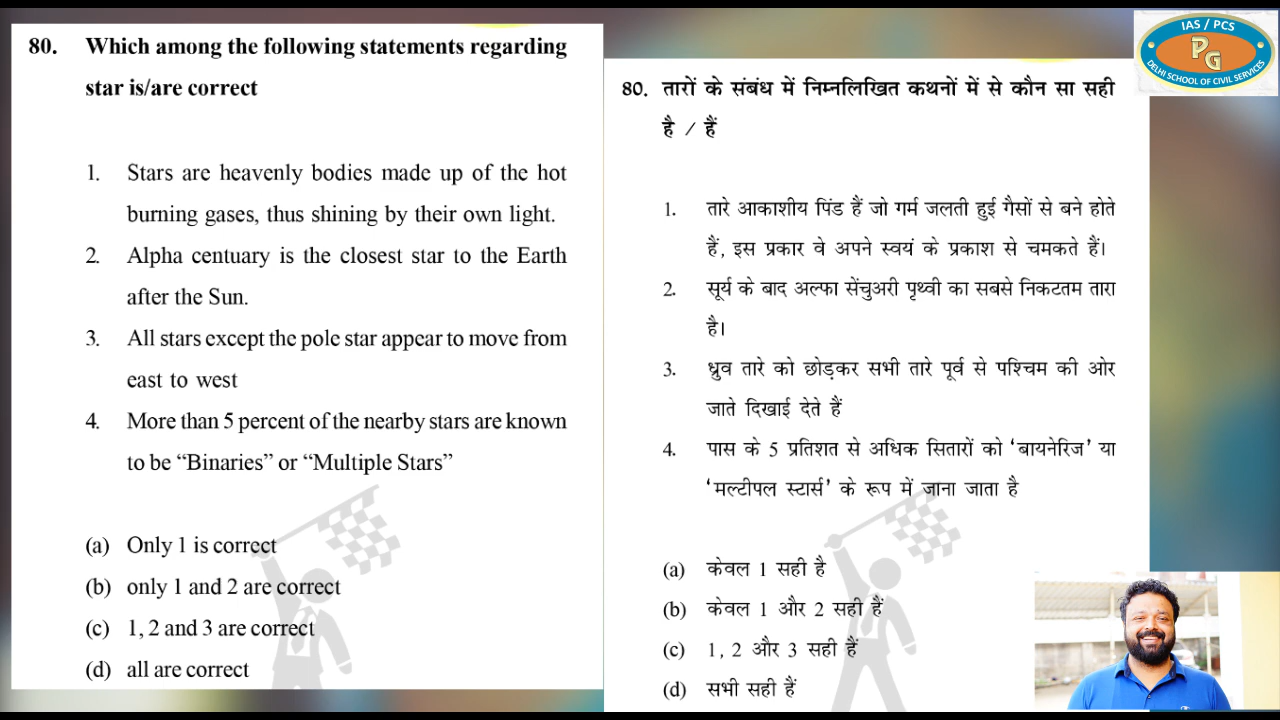 80. Which among the following statements regarding
star is/are correct
1. Stars are heavenly bodies made up of the hot
burning gases, thus shining by their own light.
2. Alpha centuary is the closest star to the Earth
after the Sun.
3. All stars except the pole star appear to move from
east to west
4. More than 5 percent of the nearby stars are known
to be “Binaries” or “Multiple Stars”
(a) Only 1 is correct
(b) only 1 and 2 are correct
(c) 1, 2 and 3 are correct
(d) all are correct
80. तारों के संबंध में निम्नलिखित कथनों में से कौन सा सही
है / हैं
1. तारे आकाशीय पिंड हैं जो गर्म जलती हुई गैसों से बने होते
हैं, इस प्रकार वे अपने स्वयं के प्रकाश से चमकते हैं।
2. सूर्य के बाद अल्फा सेंचुअरी पृथ्वी का सबसे निकटतम तारा
है।
3. ध्रुव तारे को छोड़कर सभी तारे पूर्व से पश्चिम की ओर
जाते दिखाई देते हैं
4. पास के 5 प्रतिशत से अधिक सितारों को ‘बायनेरिज’ या
‘मल्टीपल स्टार्स’ के रूप में जाना जाता है
(a) केवल 1 सही है
(b) केवल 1 और 2 सही हैं
(c) 1, 2 और 3 सही हैं
(d) सभी सही हैं
IAS / PCS
PG
DELHI SCHOOL OF CIVIL SERVICES